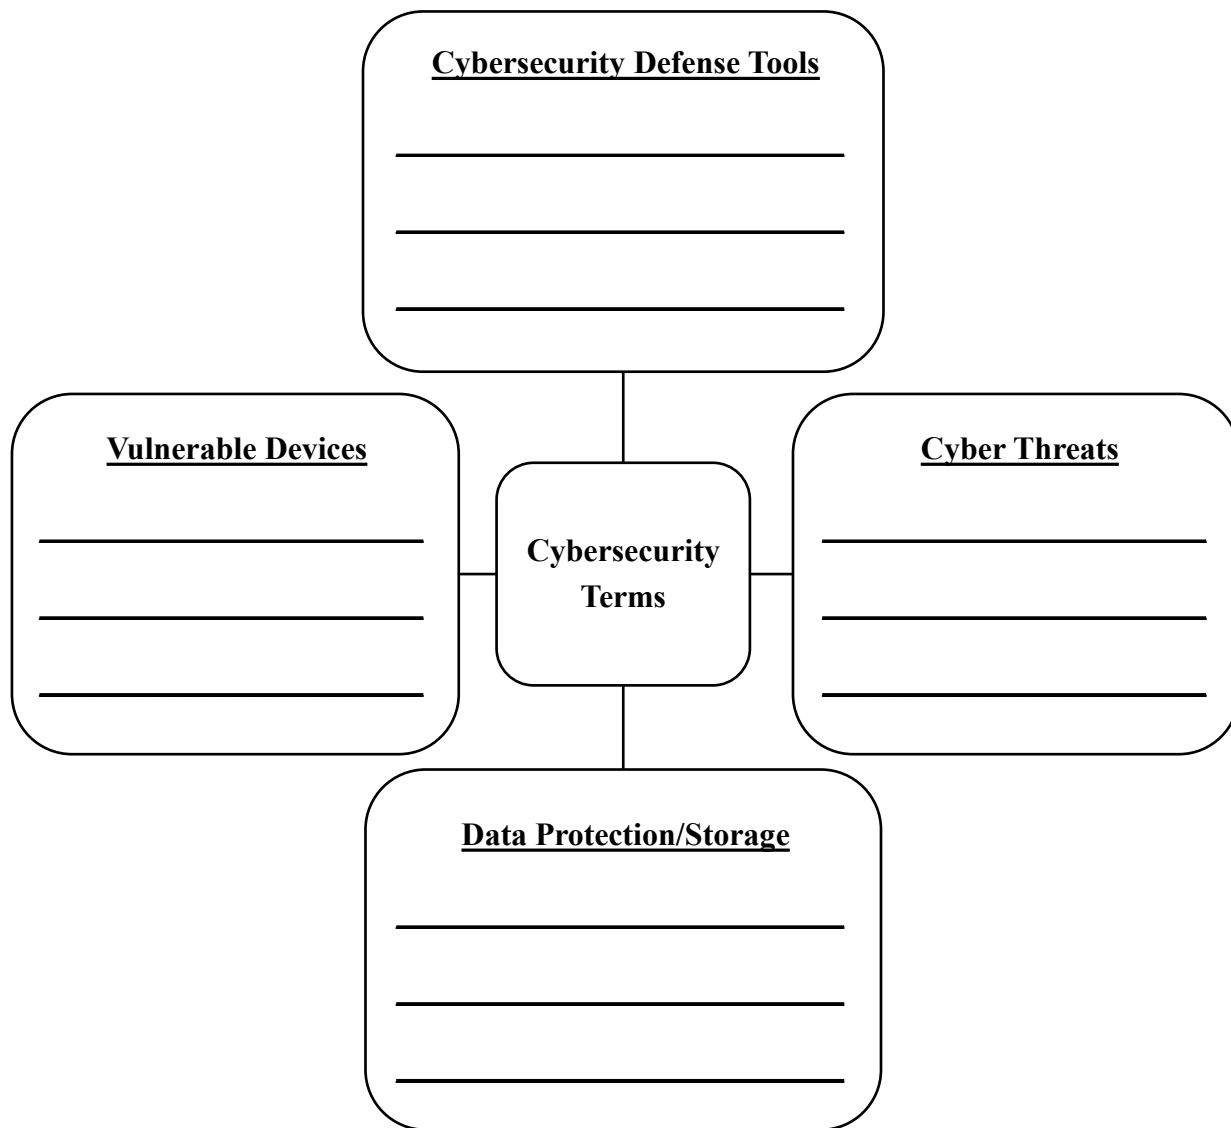 Cybersecurity Defense Tools
Vulnerable Devices
Cyber Threats
Cybersecurity
Terms
Data Protection/Storage